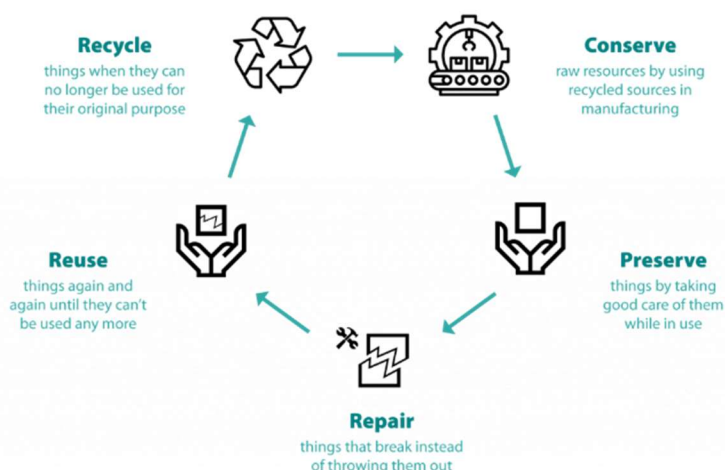 Recycle
things when they can
no longer be used for
their original purpose
Conserve
raw resources by using
recycled sources in
manufacturing
Preserve
things by taking
good care of them
while in use
Repair
things that break instead
of throwing them out
Reuse
things again and
again until they can't
be used any more